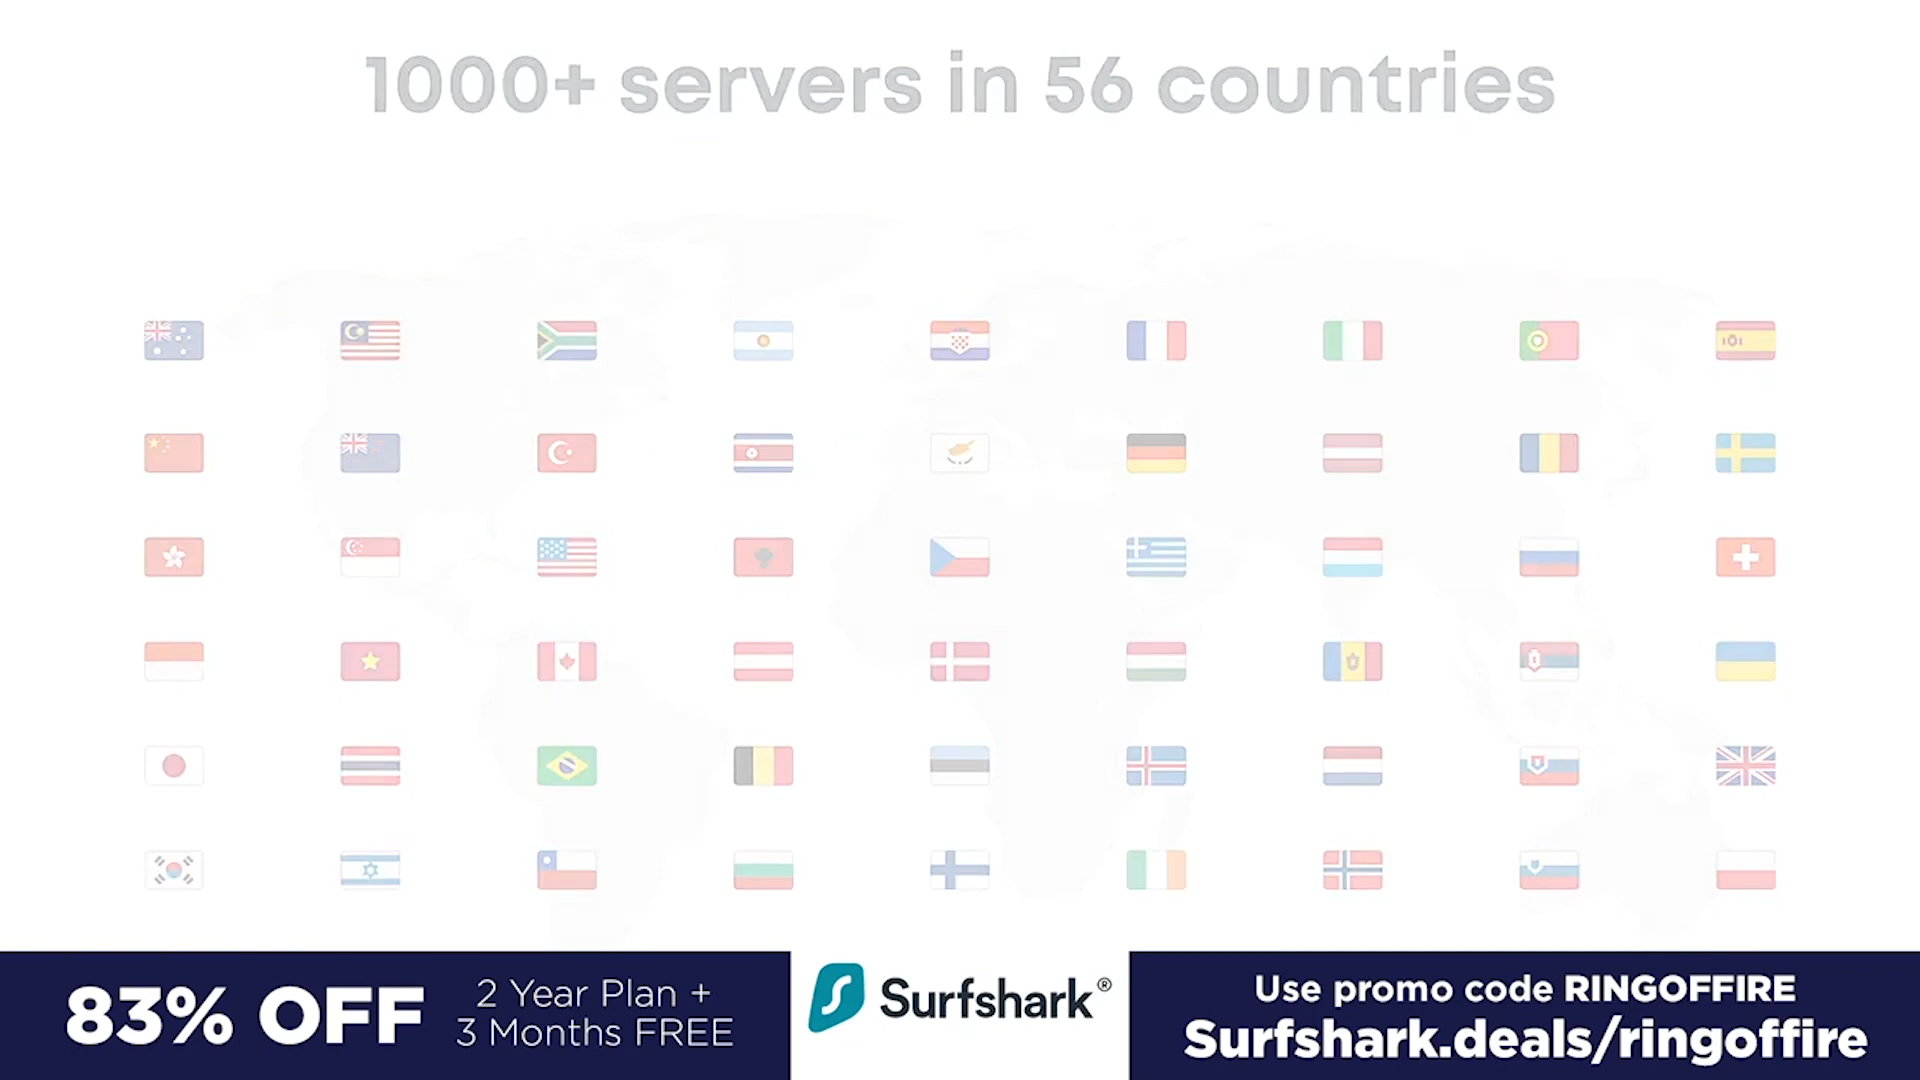 1000+ servers in 56 countries
83% OFF
2 Year Plan +
3 Months FREE
Surfshark®
Use promo code RINGOFFIRE
Surfshark.deals/ringoffire